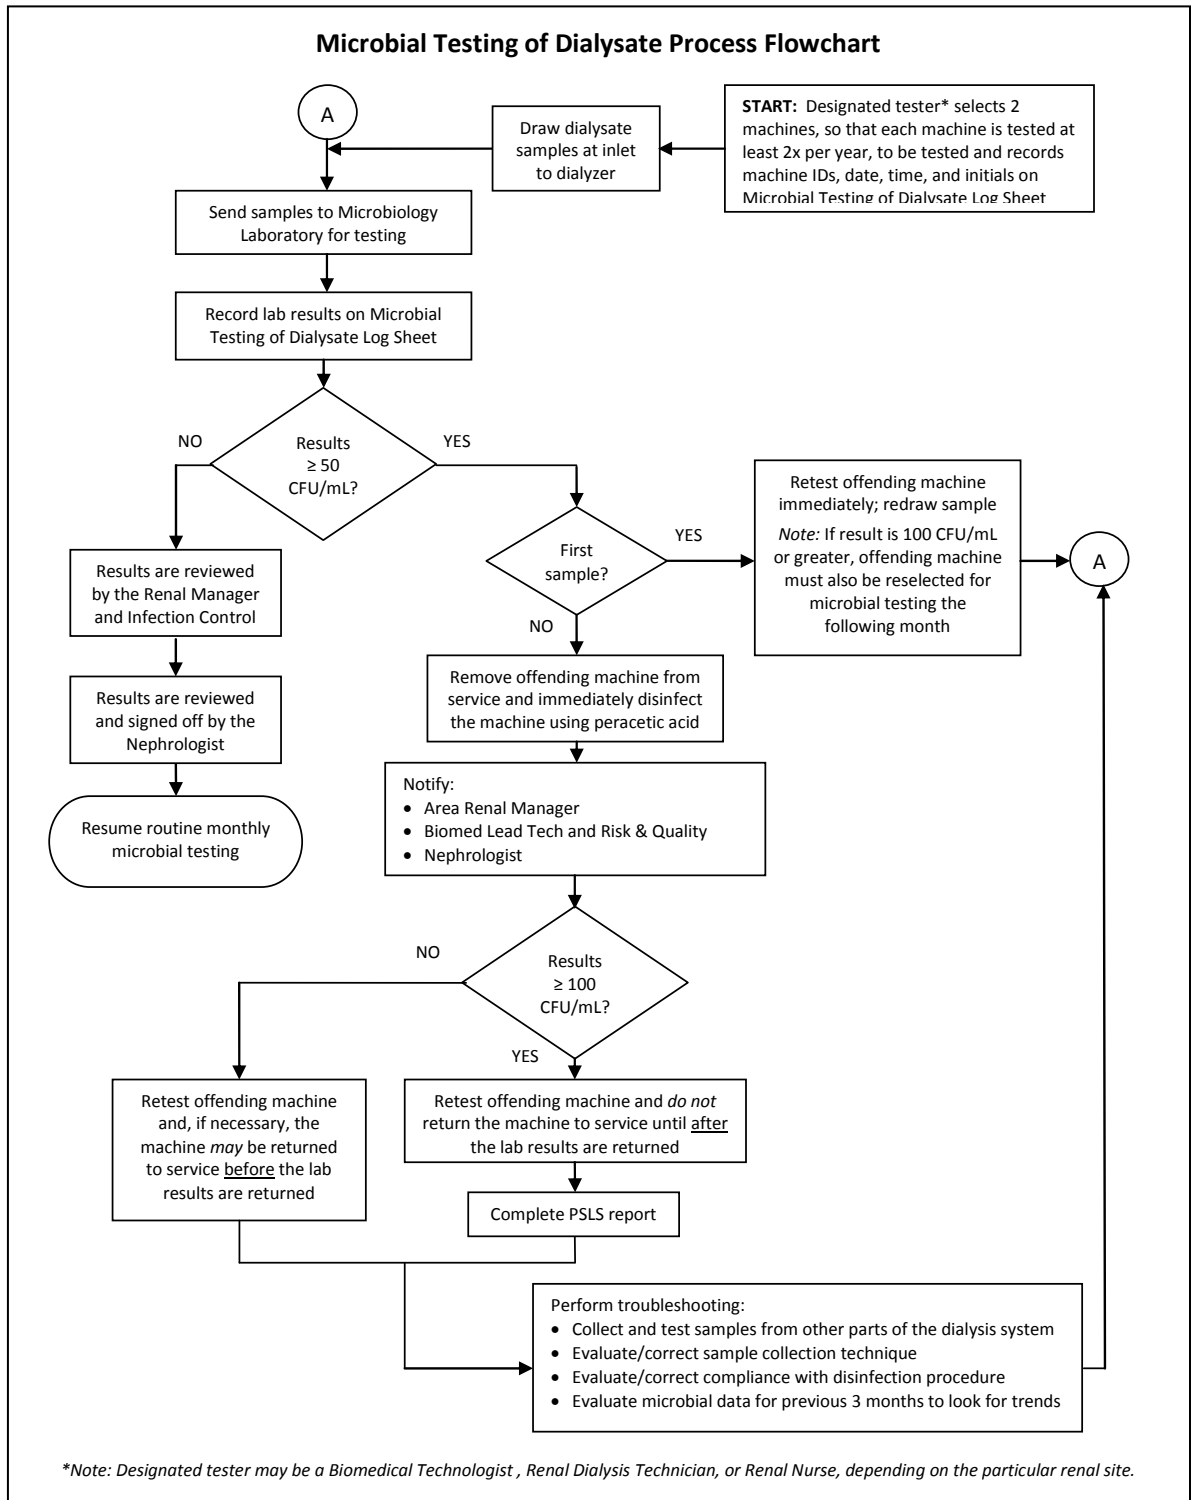 Microbial Testing of Dialysate Process Flowchart
A
Draw dialysate
samples at inlet
to dialyzer
START: Designated tester* selects 2
machines, so that each machine is tested at
least 2x per year, to be tested and records
machine IDs, date, time, and initials on
Microbial Testing of Dialysate Log Sheet
Send samples to Microbiology
Laboratory for testing
Record lab results on Microbial
Testing of Dialysate Log Sheet
NO
Results
≥ 50
CFU/mL?
YES
Results are reviewed
by the Renal Manager
and Infection Control
Results are reviewed
and signed off by the
Nephrologist
Resume routine monthly
microbial testing
First
sample?
YES
Retest offending machine
immediately; redraw sample
Note: If result is 100 CFU/mL
or greater, offending machine
must also be reselected for
microbial testing the
following month
A
NO
Remove offending machine from
service and immediately disinfect
the machine using peracetic acid
Notify:
• Area Renal Manager
• Biomed Lead Tech and Risk & Quality
• Nephrologist
NO
Results
≥ 100
CFU/mL?
YES
Retest offending machine
and, if necessary, the
machine may be returned
to service before the lab
results are returned
Retest offending machine and do not
return the machine to service until after
the lab results are returned
Complete PSLS report
Perform troubleshooting:
• Collect and test samples from other parts of the dialysis system
• Evaluate/correct sample collection technique
• Evaluate/correct compliance with disinfection procedure
• Evaluate microbial data for previous 3 months to look for trends
*Note: Designated tester may be a Biomedical Technologist , Renal Dialysis Technician, or Renal Nurse, depending on the particular renal site.